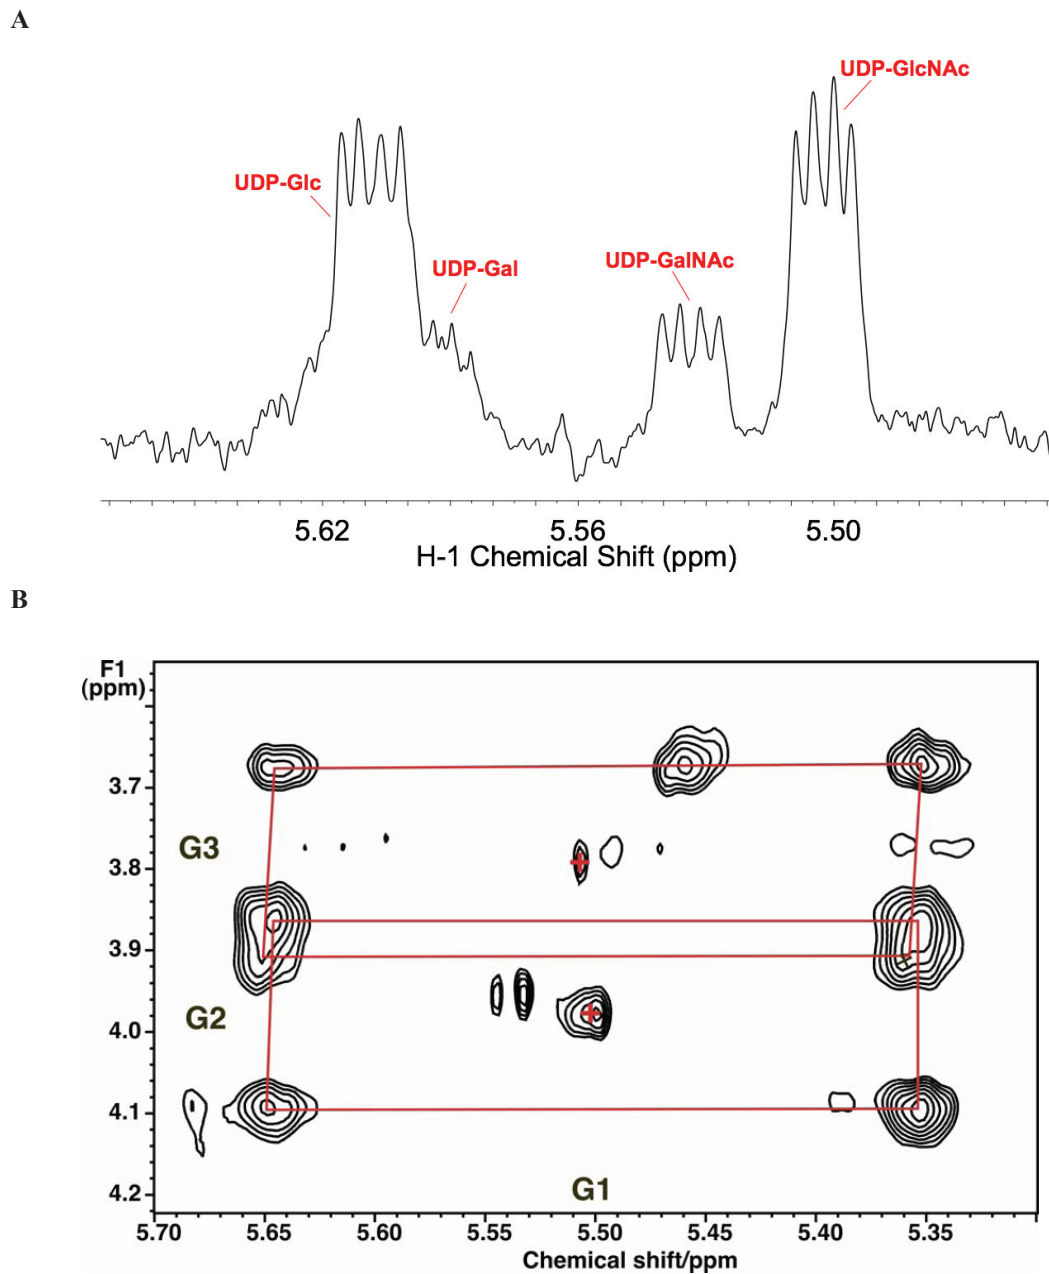 A
UDP-GlcNAc
UDP-Glc
UDP-Gal
UDP-GalNAc
5.62 5.56 5.50
H-1 Chemical Shift (ppm)
B
F1
(ppm)
3.7
G3
3.8
3.9
G2
4.0
4.1
G1
4.2
5.70 5.65 5.60 5.55 5.50 5.45 5.40 5.35
Chemical shift/ppm